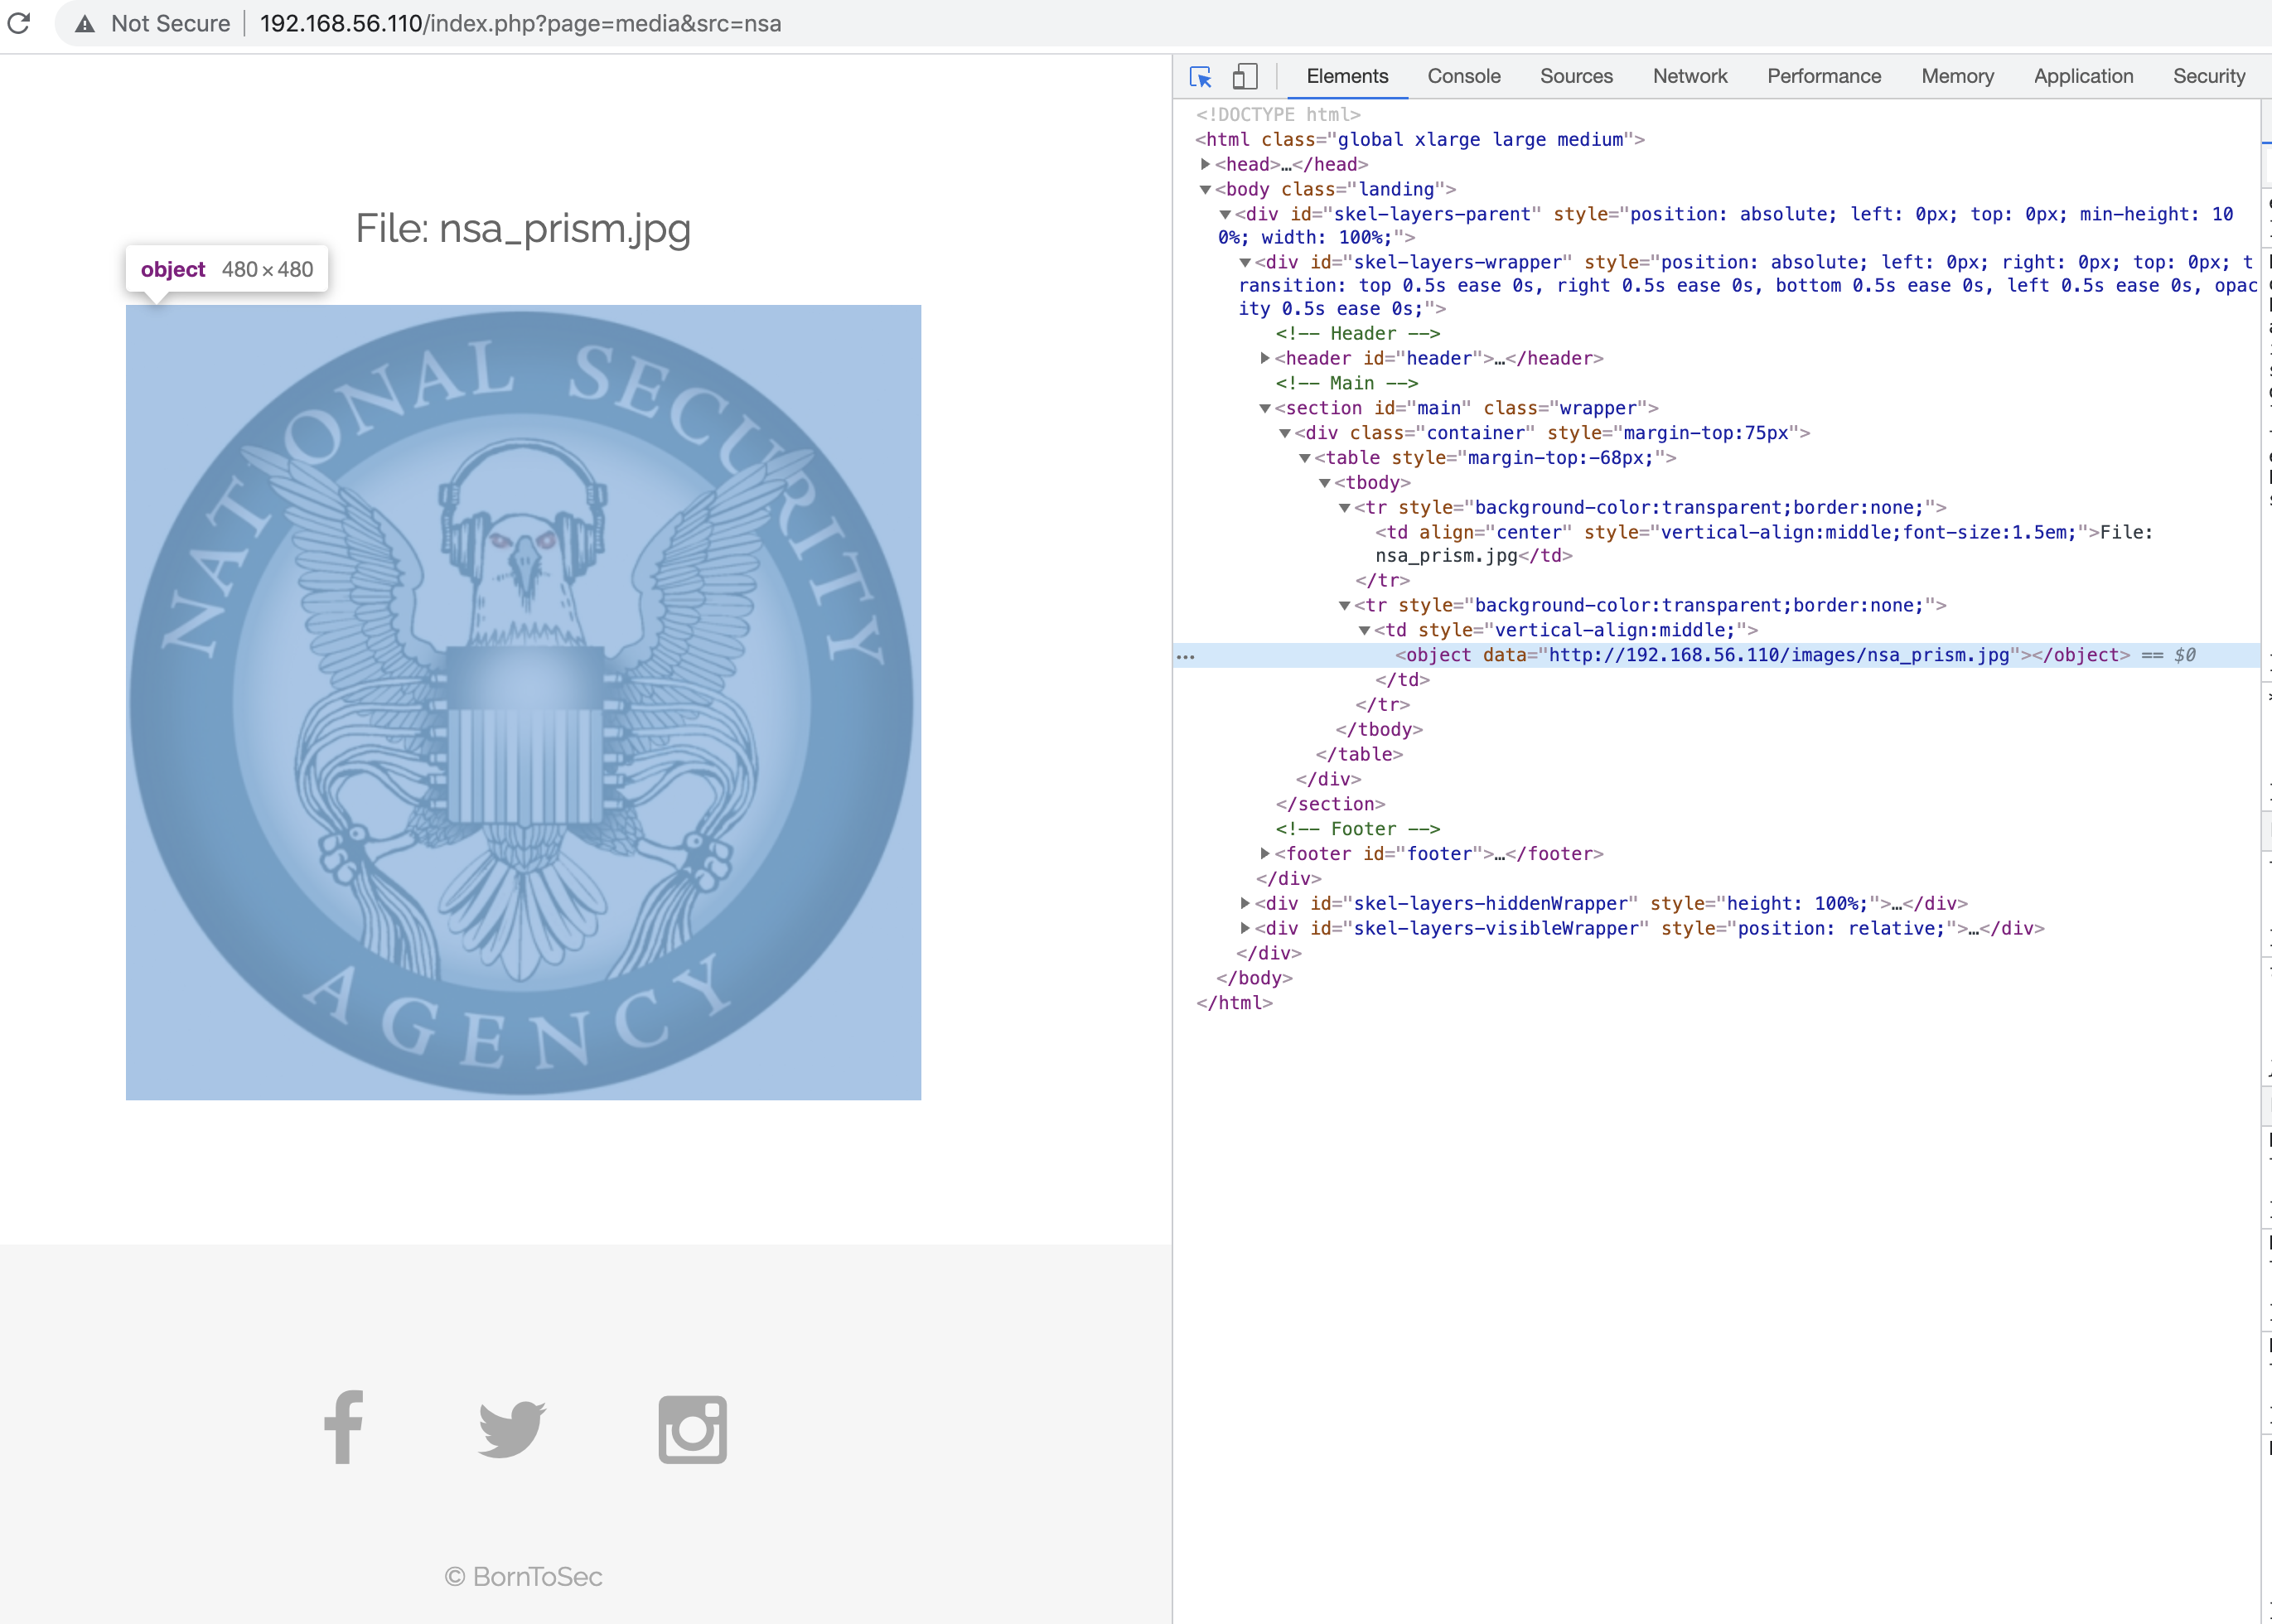 Not Secure | 192.168.56.110/index.php?page=media&src=nsa
File: nsa_prism.jpg
object 480×480
NATIONAL SECURITY
AGENCY
© BornToSec
Elements Console Sources Network Performance Memory Application Security
<!DOCTYPE html>
<html class="global xlarge large medium">
<head>…</head>
<body class="landing">
<div id="skel-layers-parent" style="position: absolute; left: 0px; top: 0px; min-height: 10
0%; width: 100%;">
<div id="skel-layers-wrapper" style="position: absolute; left: 0px; right: 0px; top: 0px; t
ransition: top 0.5s ease 0s, right 0.5s ease 0s, bottom 0.5s ease 0s, left 0.5s ease 0s, opac
ity 0.5s ease 0s;">
<!-- Header -->
<header id="header">…</header>
<!-- Main -->
<section id="main" class="wrapper">
<div class="container" style="margin-top:75px">
<table style="margin-top:-68px;">
<tbody>
<tr style="background-color:transparent;border:none;">
<td align="center" style="vertical-align:middle;font-size:1.5em;">File:
nsa_prism.jpg</td>
</tr>
<tr style="background-color:transparent;border:none;">
<td style="vertical-align:middle;">
<object data="http://192.168.56.110/images/nsa_prism.jpg"></object> == $0
</td>
</tr>
</tbody>
</table>
</div>
</section>
<!-- Footer -->
<footer id="footer">…</footer>
</div>
<div id="skel-layers-hiddenWrapper" style="height: 100%;">…</div>
<div id="skel-layers-visibleWrapper" style="position: relative;">…</div>
</div>
</body>
</html>